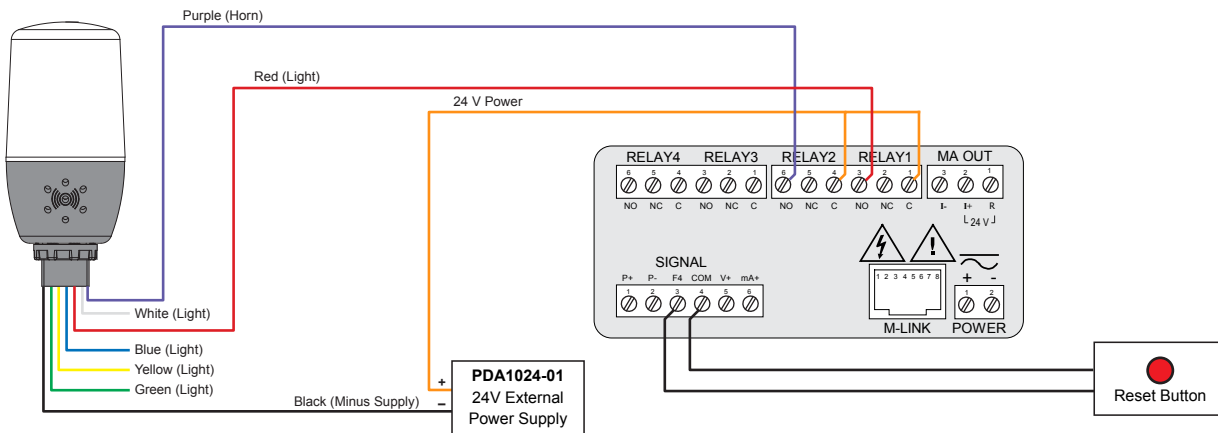 Purple (Horn)
Red (Light)
24 V Power
RELAY4 RELAY3 RELAY2 RELAY1 MA OUT
6 5 4 3 2 1 6 5 4 3 2 1 3 2 1
NO NC C NO NC C NO NC C NO NC C I- I+ R
24 V
SIGNAL
P+ P- F4 COM V+ mA+
1 2 3 4 5 6
1 2 3 4 5 6 7 8
+ -
1 2
M-LINK POWER
White (Light)
Blue (Light)
Yellow (Light)
Green (Light)
Black (Minus Supply)
+
–
PDA1024-01
24V External
Power Supply
Reset Button